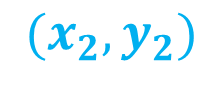 (x₂, y₂)